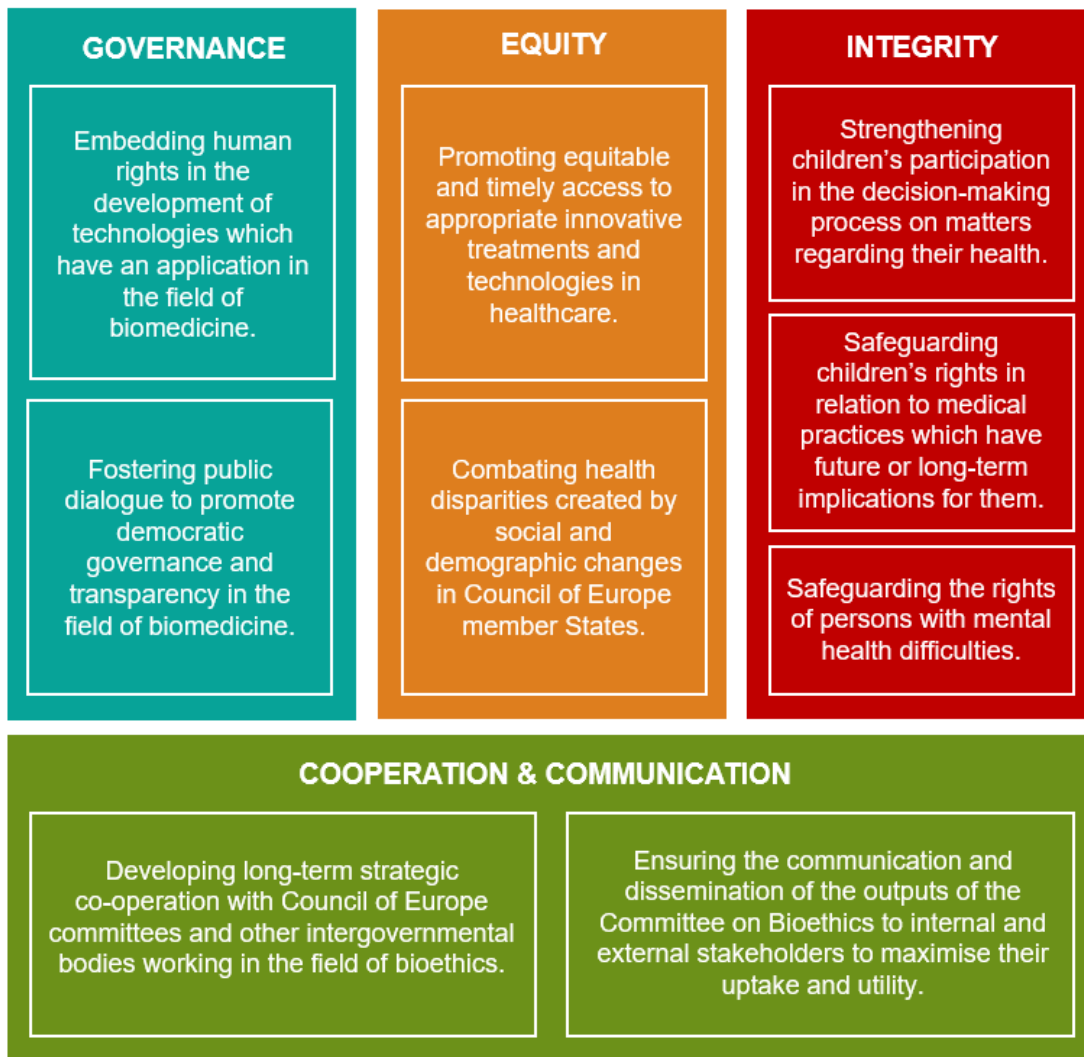 GOVERNANCE
Embedding human
rights in the
development of
technologies which
have an application in
the field of
biomedicine.
Fostering public
dialogue to promote
democratic
governance and
transparency in the
field of biomedicine.
EQUITY
Promoting equitable
and timely access to
appropriate innovative
treatments and
technologies in
healthcare.
Combating health
disparities created by
social and
demographic changes
in Council of Europe
member States.
INTEGRITY
Strengthening
children’s participation
in the decision-making
process on matters
regarding their health.
Safeguarding
children’s rights in
relation to medical
practices which have
future or long-term
implications for them.
Safeguarding the rights
of persons with mental
health difficulties.
COOPERATION & COMMUNICATION
Developing long-term strategic
co-operation with Council of Europe
committees and other intergovernmental
bodies working in the field of bioethics.
Ensuring the communication and
dissemination of the outputs of the
Committee on Bioethics to internal and
external stakeholders to maximise their
uptake and utility.